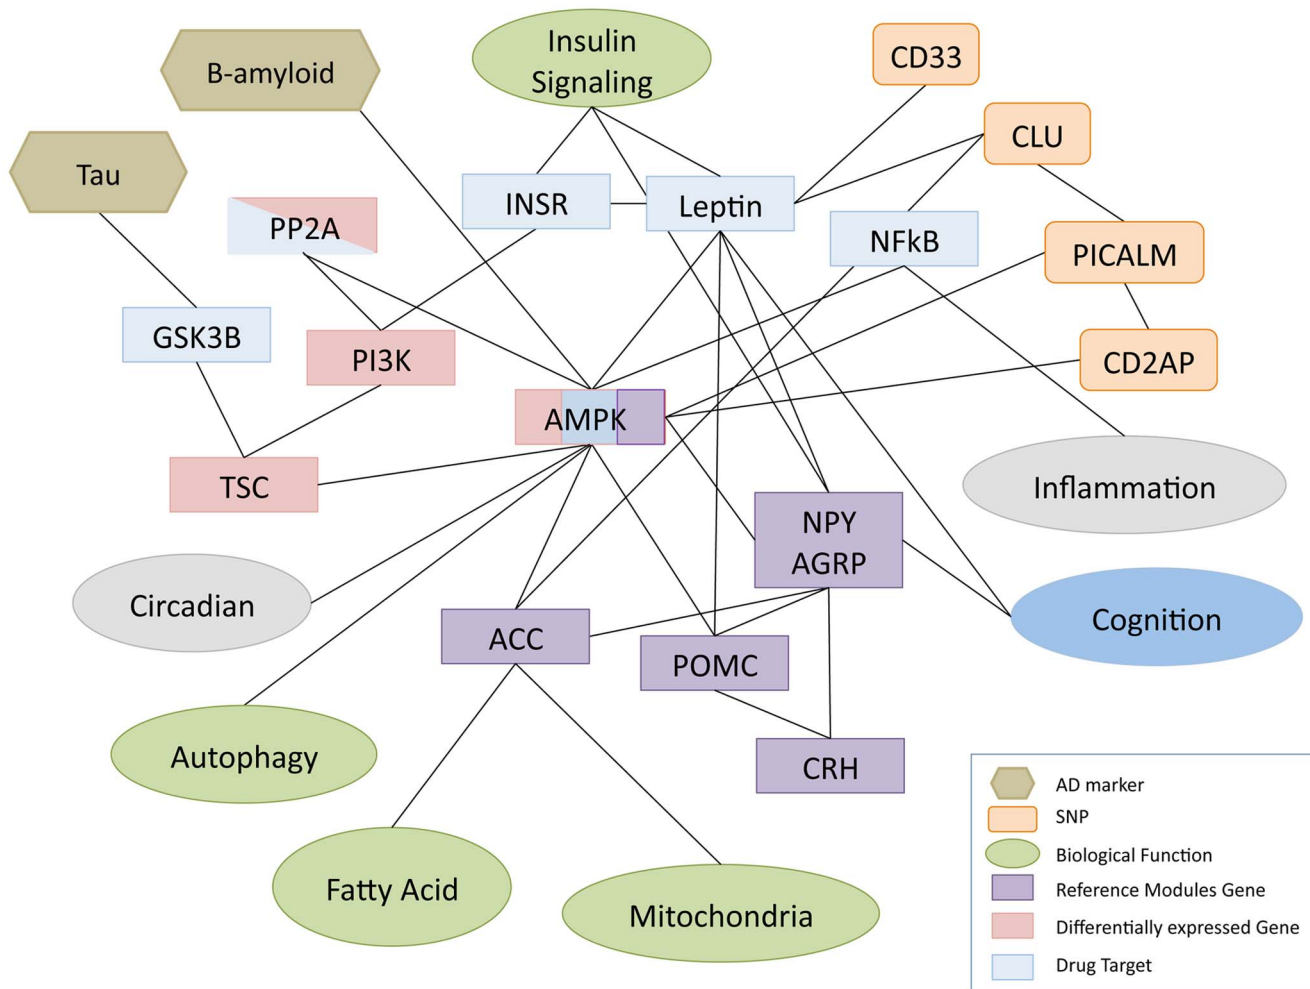 Insulin
Signaling
CD33
B-amyloid
CLU
Tau
INSR
Leptin
PP2A
NFkB
PICALM
GSK3B
PI3K
CD2AP
AMPK
TSC
Inflammation
NPY
AGRP
Circadian
Cognition
ACC
POMC
Autophagy
CRH
Fatty Acid
Mitochondria
AD marker
SNP
Biological Function
Reference Modules Gene
Differentially expressed Gene
Drug Target